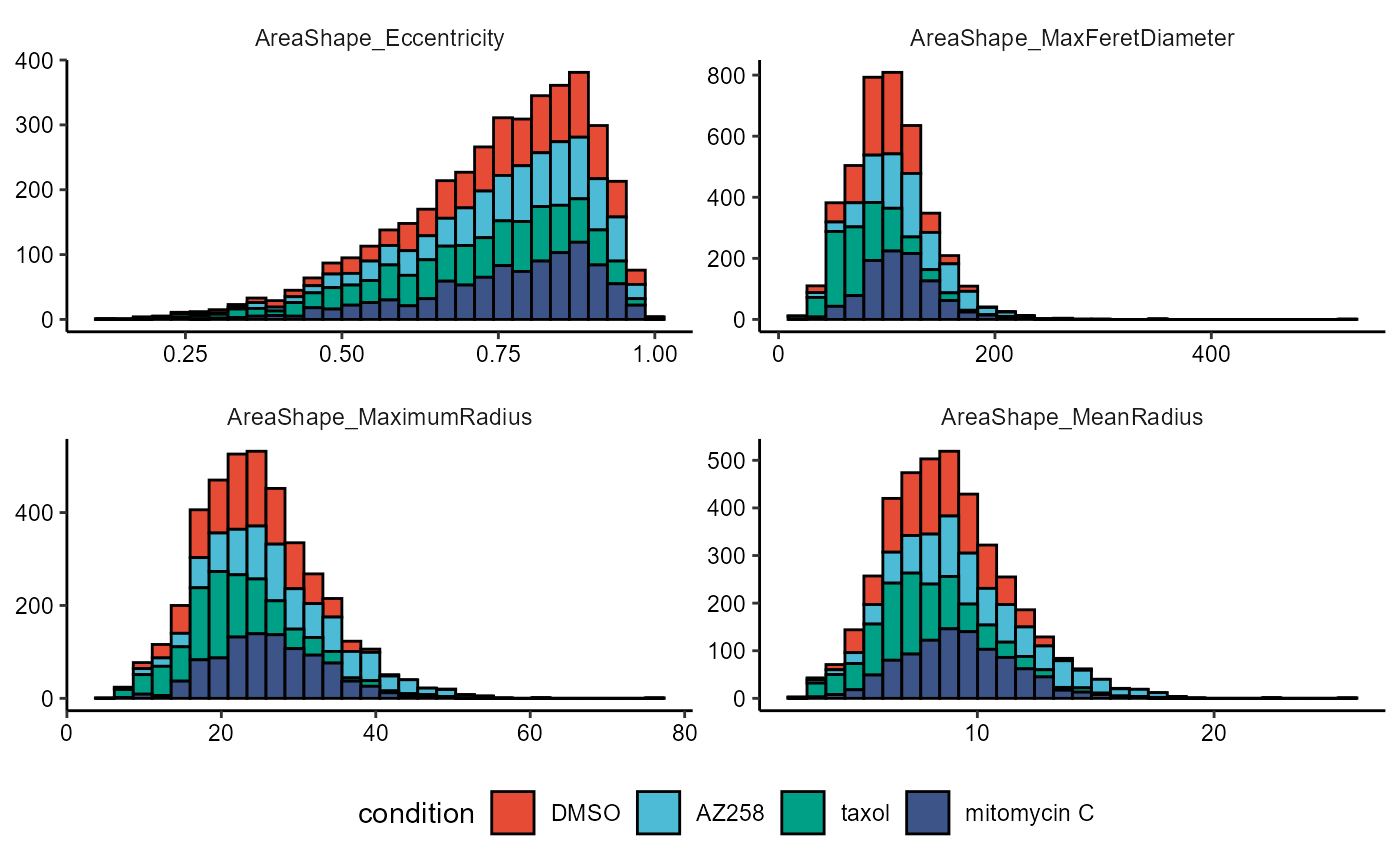 AreaShape_Eccentricity
400
300
200
100
0
0.25 0.50 0.75 1.00
AreaShape_MaxFeretDiameter
800
600
400
200
0
0 200 400
AreaShape_MaximumRadius
400
200
0
0 20 40 60 80
AreaShape_MeanRadius
500
400
300
200
100
0
10 20
condition DMSO AZ258 taxol mitomycin C